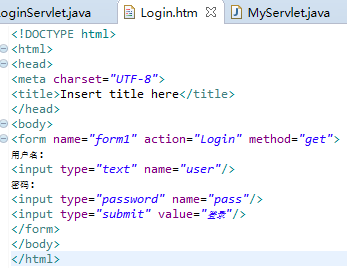 LoginServlet.java Login.htm MyServlet.java
<!DOCTYPE html>
<html>
<head>
<meta charset="UTF-8">
<title>Insert title here</title>
</head>
<body>
<form name="form1" action="Login" method="get">
用户名:
<input type="text" name="user"/>
密码:
<input type="password" name="pass"/>
<input type="submit" value="登录"/>
</form>
</body>
</html>